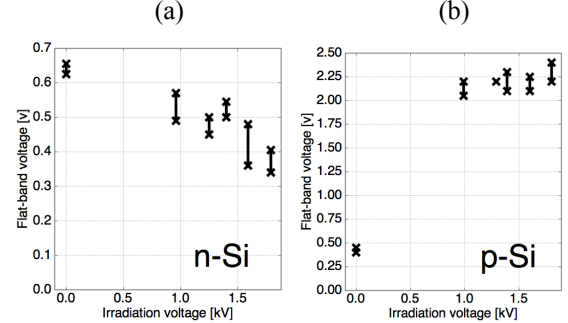 (a)
(b)
0.7
0.6
0.5
0.4
0.3
0.2
0.1
0.0
Flat-band voltage [v]
n-Si
0.0 0.5 1.0 1.5
Irradiation voltage [kV]
2.50
2.25
2.00
1.75
1.50
1.25
1.00
0.75
0.50
0.25
0.00
Flat-band voltage [v]
p-Si
0.0 0.5 1.0 1.5
Irradiation voltage [kV]